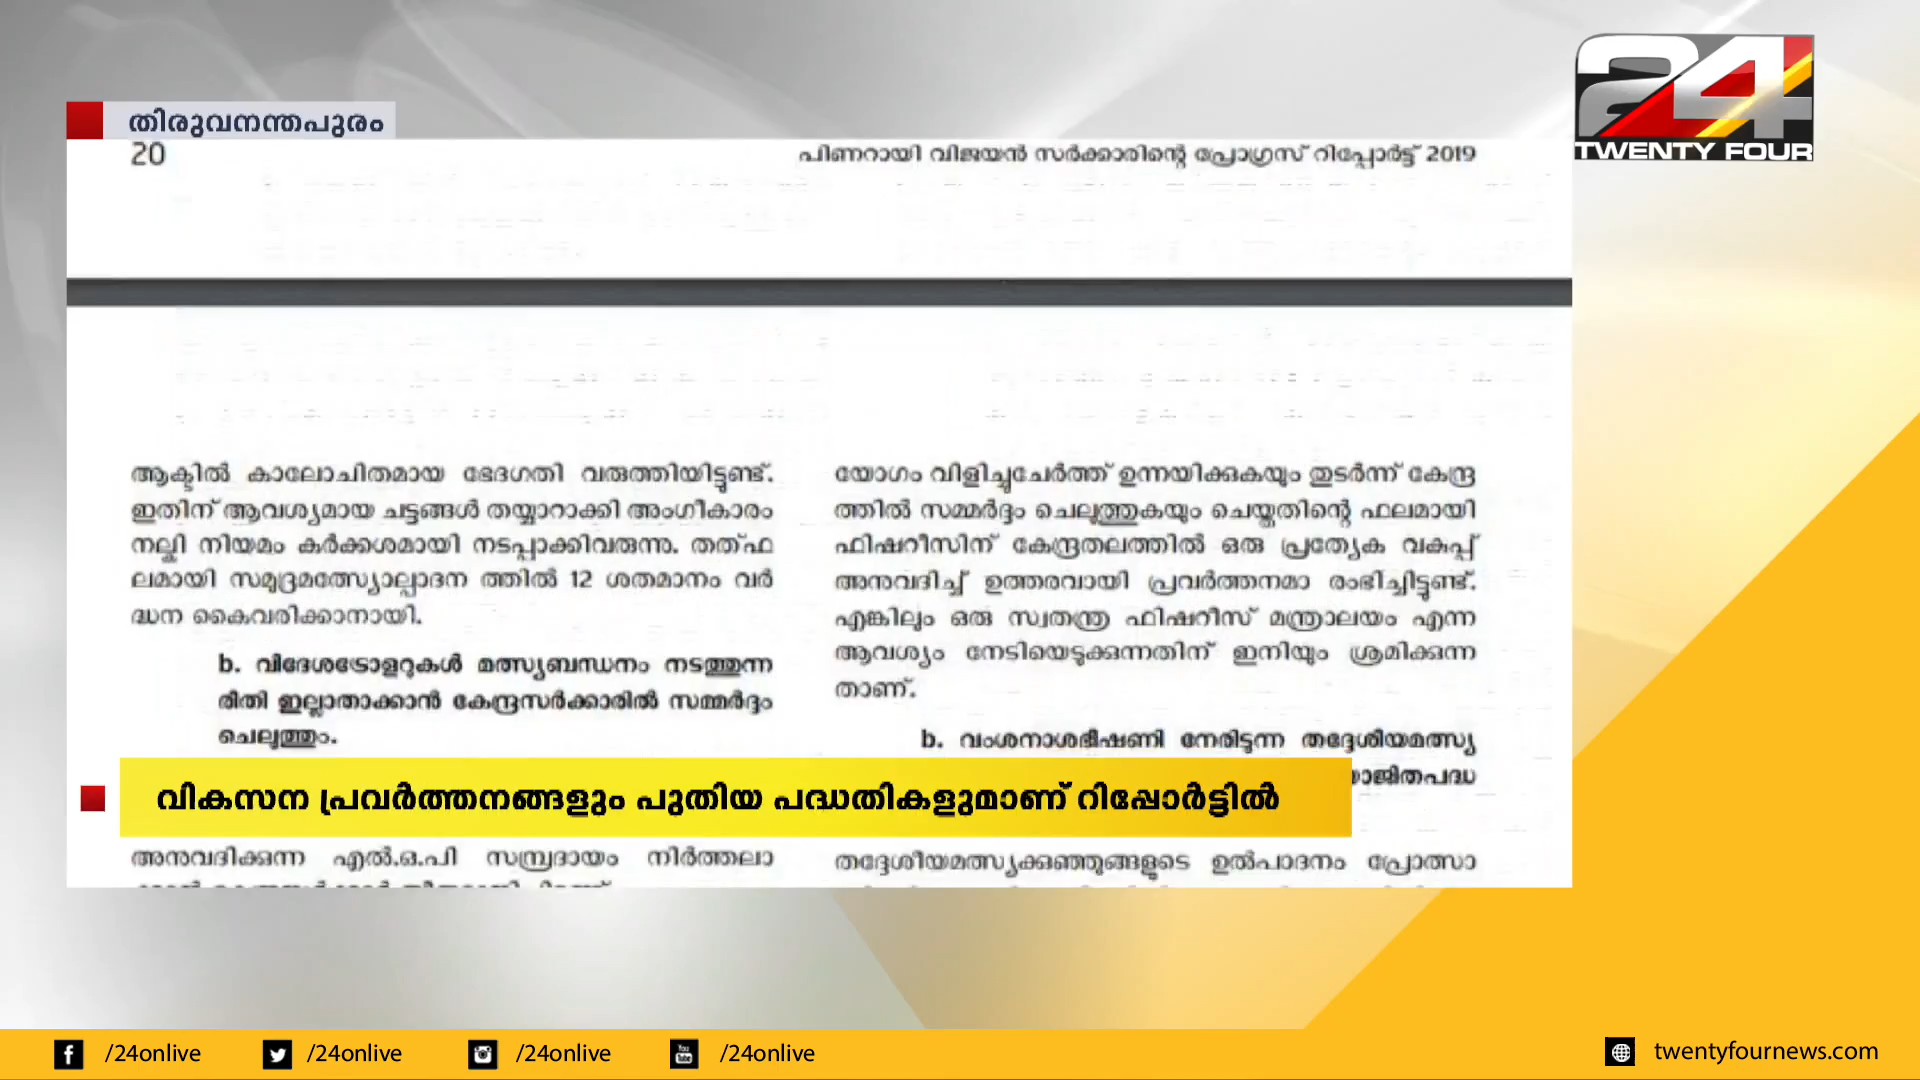 തിരുവനന്തപുരം
24
TWENTY FOUR
20
പിണറായി വിജയൻ സർക്കാരിന്റെ പ്രോഗ്രസ് റിപ്പോർട്ട് 2019
ആക്ടിൽ കാലോചിതമായ ഭേദഗതി വരുത്തിയിട്ടുണ്ട്.
ഇതിന് ആവശ്യമായ ചട്ടങ്ങൾ തയ്യാറാക്കി അംഗീകാരം
നല്കി നിയമം കർക്കശമായി നടപ്പാക്കിവരുന്നു. തത്ഫ
ലമായി സമുദ്രമത്സ്യോല്പാദന ത്തിൽ 12 ശതമാനം വർ
ദ്ധന കൈവരിക്കാനായി.
b. വിദേശട്രോളറുകൾ മത്സ്യബന്ധനം നടത്തുന്ന
രീതി ഇല്ലാതാക്കാൻ കേന്ദ്രസർക്കാരിൽ സമ്മർദ്ദം
ചെലുത്തും.
അനുവദിക്കുന്ന എൽ.ഒ.പി സമ്പ്രദായം നിർത്തലാ
യോഗം വിളിച്ചുചേർത്ത് ഉന്നയിക്കുകയും തുടർന്ന് കേന്ദ്ര
ത്തിൽ സമ്മർദ്ദം ചെലുത്തുകയും ചെയ്തതിന്റെ ഫലമായി
ഫിഷറീസിന് കേന്ദ്രതലത്തിൽ ഒരു പ്രത്യേക വകുപ്പ്
അനുവദിച്ച് ഉത്തരവായി പ്രവർത്തനമാ രംഭിച്ചിട്ടുണ്ട്.
എങ്കിലും ഒരു സ്വതന്ത്ര ഫിഷറീസ് മന്ത്രാലയം എന്ന
ആവശ്യം നേടിയെടുക്കുന്നതിന് ഇനിയും ശ്രമിക്കുന്ന
താണ്.
b. വംശനാശഭീഷണി നേരിടുന്ന തദ്ദേശീയമത്സ്യ
ാജിതപദ്ധ
തദ്ദേശീയമത്സ്യക്കുഞ്ഞുങ്ങളുടെ ഉൽപാദനം പ്രോത്സാ
വികസന പ്രവർത്തനങ്ങളും പുതിയ പദ്ധതികളുമാണ് റിപ്പോർട്ടിൽ
/24onlive
/24onlive
/24onlive
/24onlive
twentyfournews.com